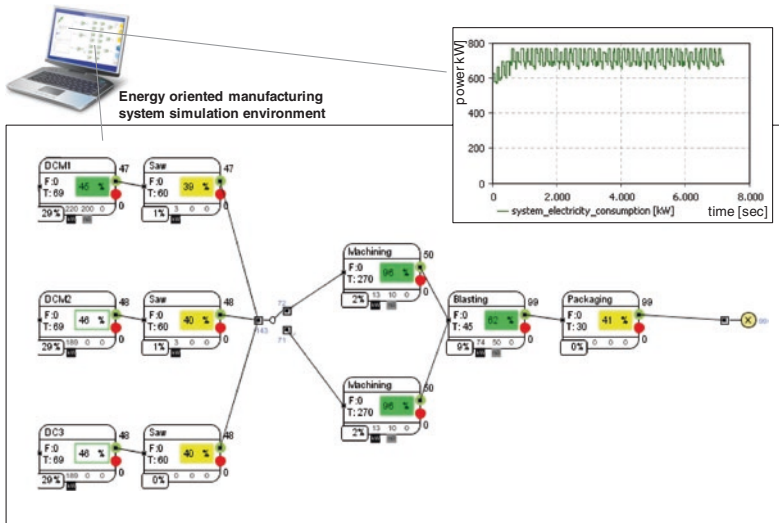 Energy oriented manufacturing
system simulation environment
power kW]
800
600
400
200
0
0
2.000
4.000
6.000
8.000
system_electricity_consumption [kW]
time [sec]
DCM1
F:0
T: 69
45 %
47
0
29%
220 200 0
Saw
F:0
T: 60
39 %
47
0
1%
3 0 0
DCM2
F:0
T: 69
46 %
48
0
29%
180 0 0
Saw
F:0
T: 60
40 %
48
0
1%
3 0 0
DC3
F:0
T: 69
46 %
48
0
29%
180 0 0
Saw
F:0
T: 60
40 %
48
0
0%
0 0 0
143
72
71
Machining
F:0
T: 270
96 %
50
0
2%
13 10 0
Machining
F:0
T: 270
96 %
50
0
2%
13 10 0
Blasting
F:0
T: 45
62 %
99
0
9%
74 50 0
Packaging
F:0
T: 30
41 %
99
0
0%
0 0 0